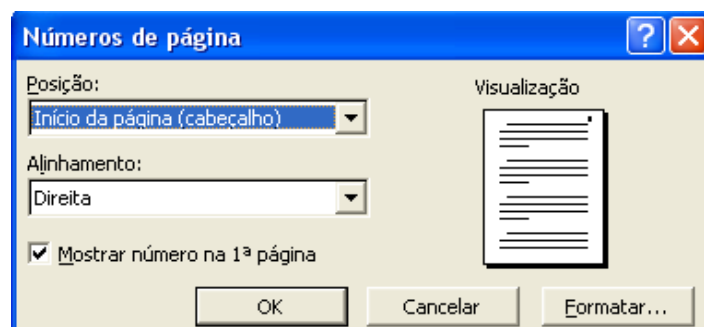 Números de página
Posição:
Visualização
Início da página (cabeçalho)
Alinhamento:
Direita
Mostrar número na 1ª página
OK
Cancelar
Formatar...